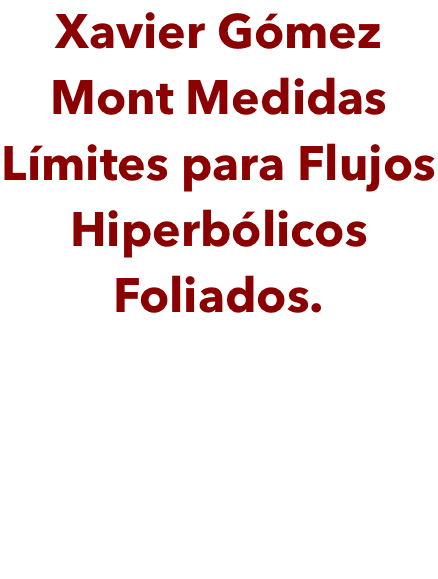 Xavier Gómez
Mont Medidas
Límites para Flujos
Hiperbólicos
Foliados.